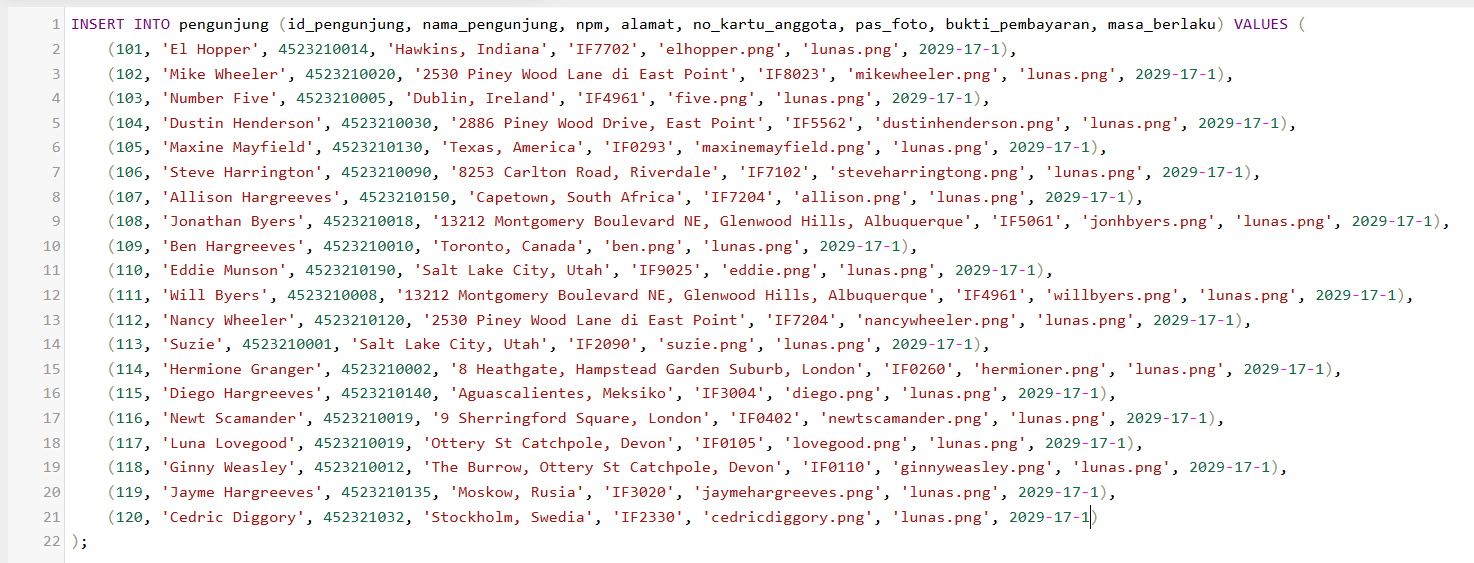 1 INSERT INTO pengunjung (id_pengunjung, nama_pengunjung, npm, alamat, no_kartu_anggota, pas_foto, bukti_pembayaran, masa_berlaku) VALUES (
2 (101, 'El Hopper', 4523210014, 'Hawkins, Indiana', 'IF7702', 'elhopper.png', 'lunas.png', 2029-17-1),
3 (102, 'Mike Wheeler', 4523210020, '2530 Piney Wood Lane di East Point', 'IF8023', 'mikewheeler.png', 'lunas.png', 2029-17-1),
4 (103, 'Number Five', 4523210005, 'Dublin, Ireland', 'IF4961', 'five.png', 'lunas.png', 2029-17-1),
5 (104, 'Dustin Henderson', 4523210030, '2886 Piney Wood Drive, East Point', 'IF5562', 'dustinhenderson.png', 'lunas.png', 2029-17-1),
6 (105, 'Maxine Mayfield', 4523210130, 'Texas, America', 'IF0293', 'maxinemayfield.png', 'lunas.png', 2029-17-1),
7 (106, 'Steve Harrington', 4523210090, '8253 Carlton Road, Riverdale', 'IF7102', 'steveharringtong.png', 'lunas.png', 2029-17-1),
8 (107, 'Allison Hargreeves', 4523210150, 'Capetown, South Africa', 'IF7204', 'allison.png', 'lunas.png', 2029-17-1),
9 (108, 'Jonathan Byers', 4523210018, '13212 Montgomery Boulevard NE, Glenwood Hills, Albuquerque', 'IF5061', 'jonhbyers.png', 'lunas.png', 2029-17-1),
10 (109, 'Ben Hargreeves', 4523210010, 'Toronto, Canada', 'ben.png', 'lunas.png', 2029-17-1),
11 (110, 'Eddie Munson', 4523210190, 'Salt Lake City, Utah', 'IF9025', 'eddie.png', 'lunas.png', 2029-17-1),
12 (111, 'Will Byers', 4523210008, '13212 Montgomery Boulevard NE, Glenwood Hills, Albuquerque', 'IF4961', 'willbyers.png', 'lunas.png', 2029-17-1),
13 (112, 'Nancy Wheeler', 4523210120, '2530 Piney Wood Lane di East Point', 'IF7204', 'nancywheeler.png', 'lunas.png', 2029-17-1),
14 (113, 'Suzie', 4523210001, 'Salt Lake City, Utah', 'IF2090', 'suzie.png', 'lunas.png', 2029-17-1),
15 (114, 'Hermione Granger', 4523210002, '8 Heathgate, Hampstead Garden Suburb, London', 'IF0260', 'hermioner.png', 'lunas.png', 2029-17-1),
16 (115, 'Diego Hargreeves', 4523210140, 'Aguascalientes, Meksiko', 'IF3004', 'diego.png', 'lunas.png', 2029-17-1),
17 (116, 'Newt Scamander', 4523210019, '9 Sherringford Square, London', 'IF0402', 'newtscamander.png', 'lunas.png', 2029-17-1),
18 (117, 'Luna Lovegood', 4523210019, 'Ottery St Catchpole, Devon', 'IF0105', 'lovegood.png', 'lunas.png', 2029-17-1),
19 (118, 'Ginny Weasley', 4523210012, 'The Burrow, Ottery St Catchpole, Devon', 'IF0110', 'ginnyweasley.png', 'lunas.png', 2029-17-1),
20 (119, 'Jayme Hargreeves', 4523210135, 'Moskow, Rusia', 'IF3020', 'jaymehargreeves.png', 'lunas.png', 2029-17-1),
21 (120, 'Cedric Diggory', 452321032, 'Stockholm, Swedia', 'IF2330', 'cedricdiggory.png', 'lunas.png', 2029-17-1)
22 );